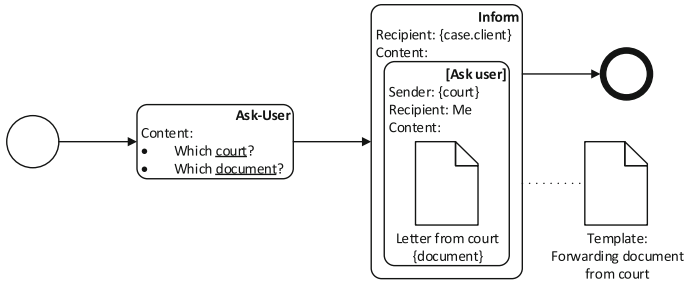 Ask-User
Content:
• Which court?
• Which document?
Inform
Recipient: {case.client}
Content:
[Ask user]
Sender: {court}
Recipient: Me
Content:
Letter from court
{document}
Template:
Forwarding document
from court